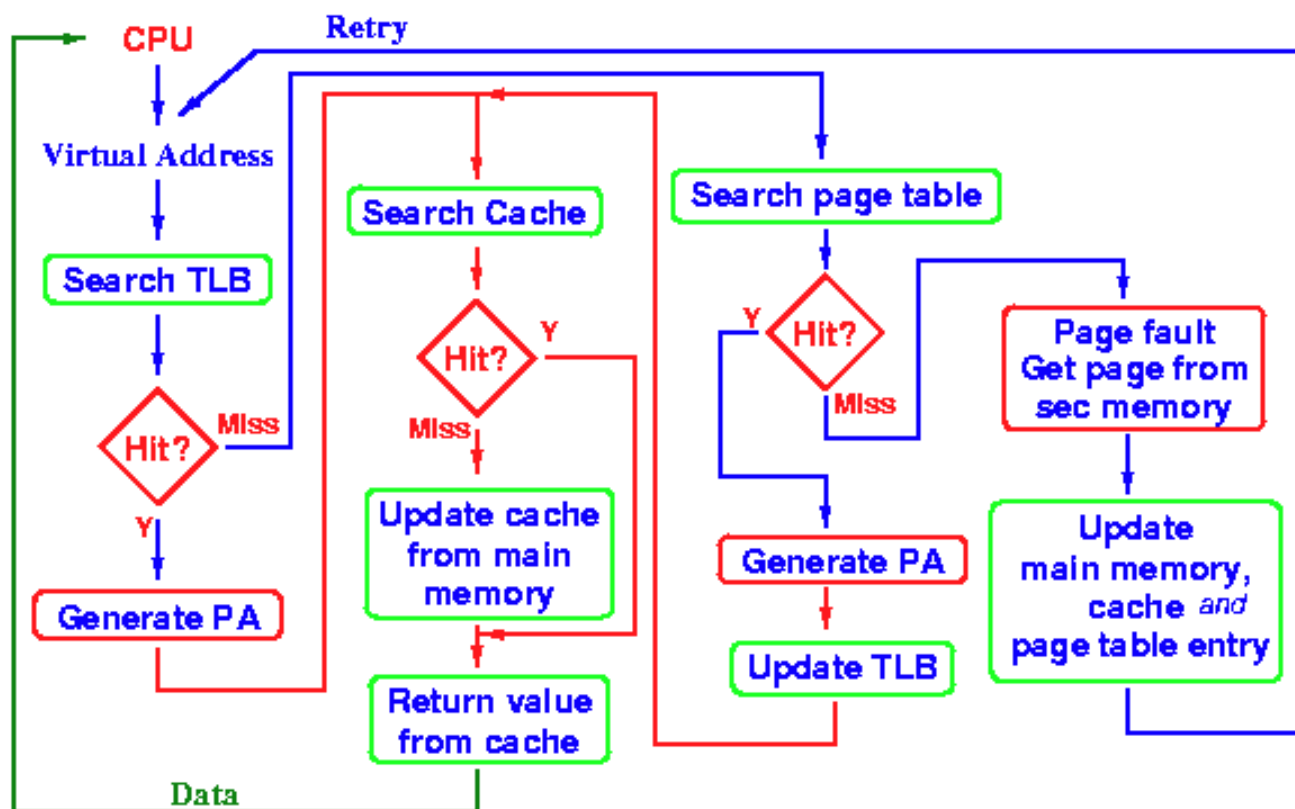 CPU
Retry
Virtual Address
Search TLB
Hit?
Miss
Y
Generate PA
Search Cache
Hit?
Y
Miss
Update cache
from main
memory
Return value
from cache
Data
Search page table
Hit?
Y
Miss
Generate PA
Update TLB
Page fault
Get page from
sec memory
Update
main memory,
cache and
page table entry